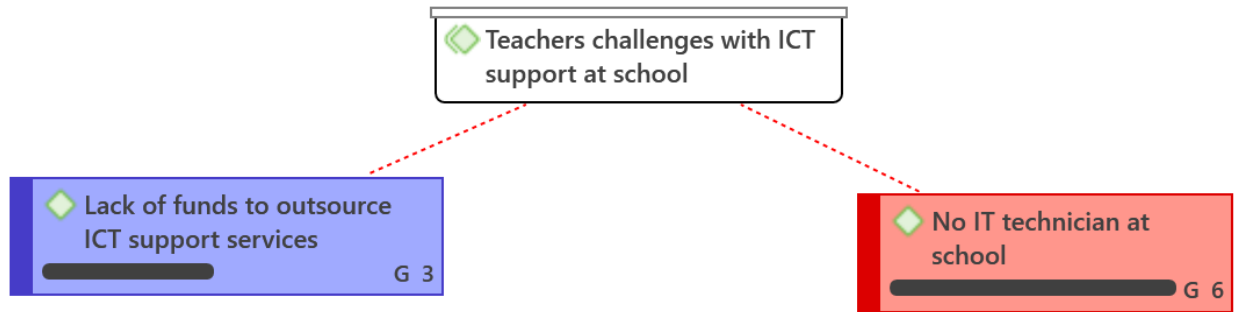 Teachers challenges with ICT
support at school
Lack of funds to outsource
ICT support services
G 3
No IT technician at
school
G 6